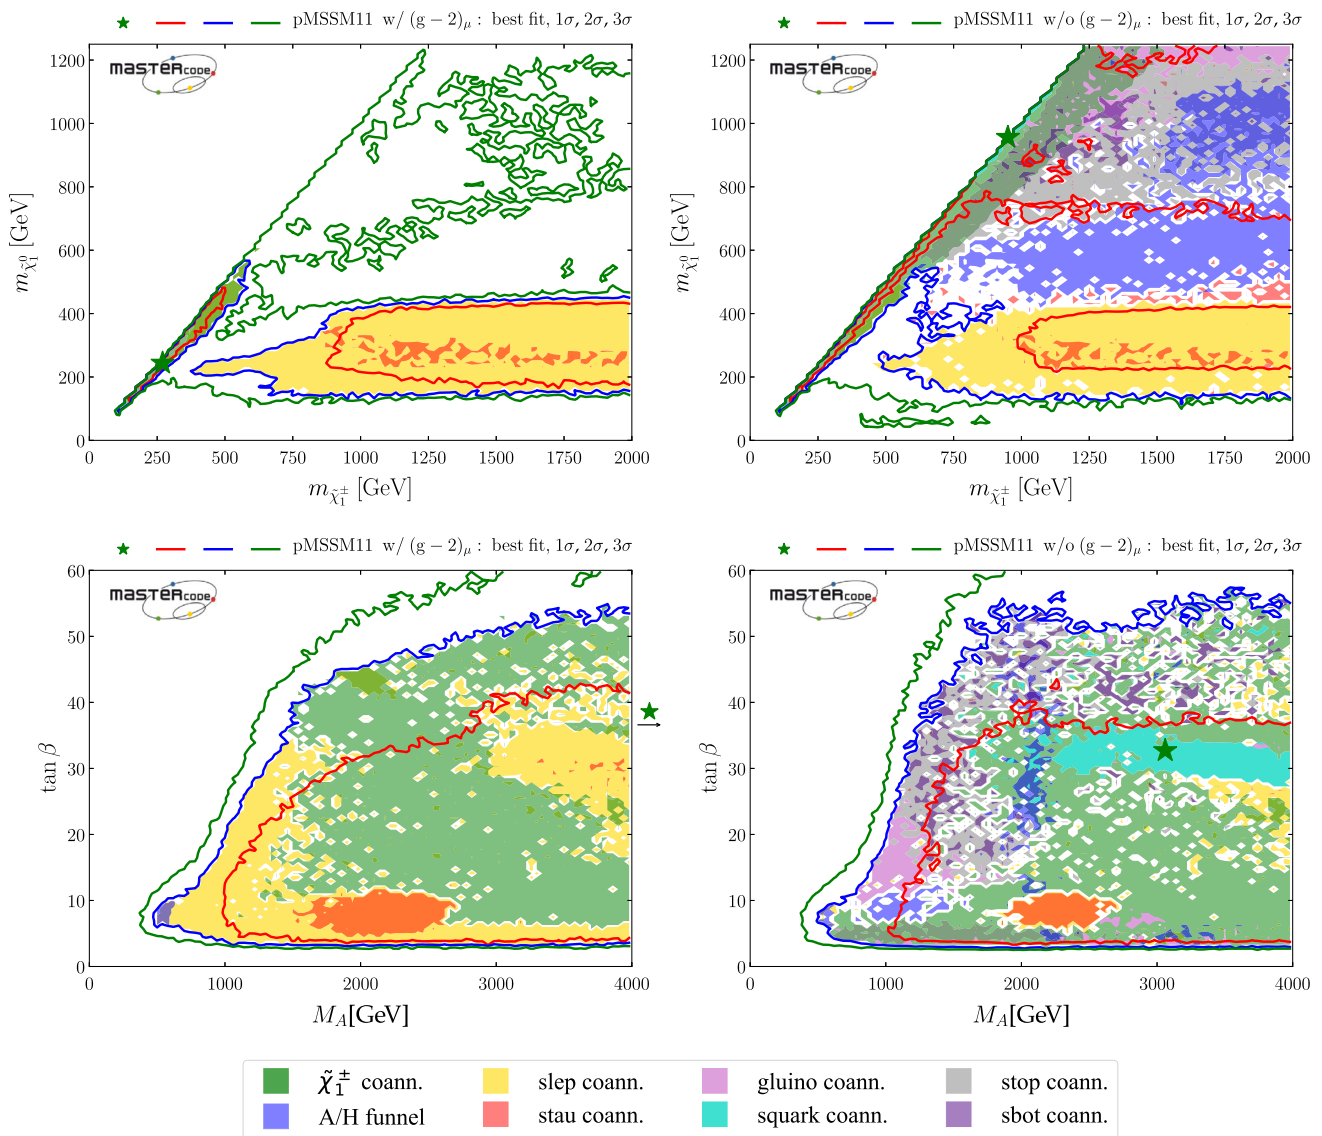 pMSSM11 w/ (g − 2)μ : best fit, 1σ, 2σ, 3σ
pMSSM11 w/o (g − 2)μ : best fit, 1σ, 2σ, 3σ
MASTERCODE
1200
1000
800
600
400
200
0
m_χ̃₁⁰ [GeV]
0 250 500 750 1000 1250 1500 1750 2000
m_χ̃₁± [GeV]
MASTERCODE
1200
1000
800
600
400
200
0
m_χ̃₁⁰ [GeV]
0 250 500 750 1000 1250 1500 1750 2000
m_χ̃₁± [GeV]
pMSSM11 w/ (g − 2)μ : best fit, 1σ, 2σ, 3σ
pMSSM11 w/o (g − 2)μ : best fit, 1σ, 2σ, 3σ
MASTERCODE
60
50
40
30
20
10
0
tan β
0 1000 2000 3000 4000
M_A[GeV]
MASTERCODE
60
50
40
30
20
10
0
tan β
0 1000 2000 3000 4000
M_A[GeV]
χ̃₁± coann. slep coann. gluino coann. stop coann.
A/H funnel stau coann. squark coann. sbot coann.